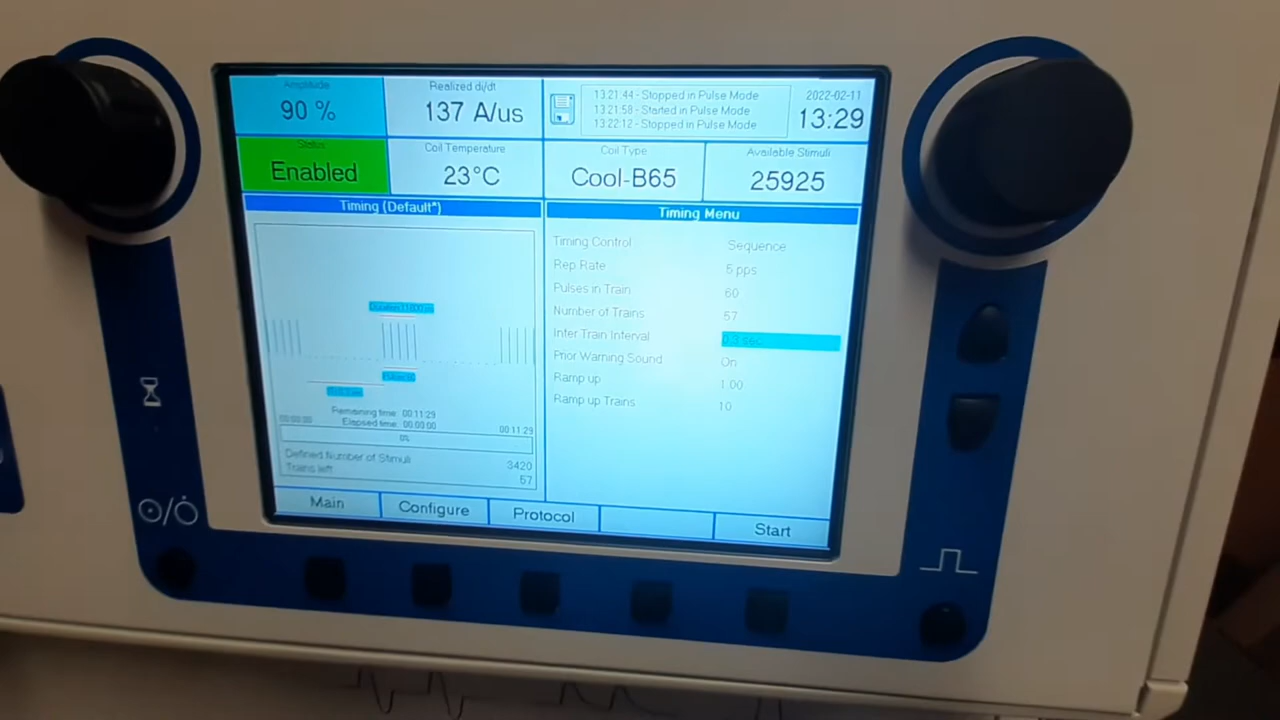 Amplitude
90 %
Realized di/dt
137 A/us
13:21:44 - Stopped in Pulse Mode
13:21:58 - Started in Pulse Mode
13:22:12 - Stopped in Pulse Mode
2022-02-11
13:29
Status
Enabled
Coil Temperature
23°C
Coil Type
Cool-B65
Available Stimuli
25925
Timing (Default*)
Timing Menu
Timing Control Sequence
Rep Rate 5 pps
Pulses in Train 60
Number of Trains 57
Inter Train Interval
Prior Warning Sound On
Ramp up 1.00
Ramp up Trains 10
Remaining time: 00:11:29
Elapsed time: 00:00:00
00:00:00
00:11:29
0%
Defined Number of Stimuli 3420
Trains left 57
Main
Configure
Protocol
Start